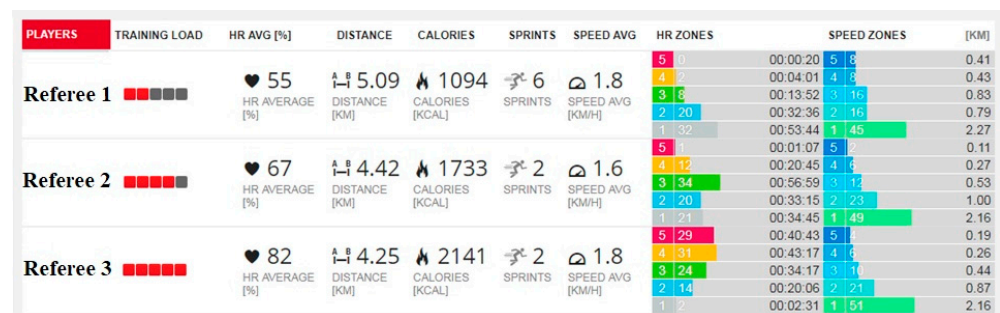 PLAYERS TRAINING LOAD HR AVG [%] DISTANCE CALORIES SPRINTS SPEED AVG HR ZONES SPEED ZONES [KM]
5 0 00:00:20 5 8 0.41
Referee 1 55 A B 5.09 1094 6 1.8 4 2 00:04:01 4 8 0.43
HR AVERAGE [%] DISTANCE [KM] CALORIES [KCAL] SPRINTS SPEED AVG [KM/H] 3 8 00:13:52 3 16 0.83
2 20 00:32:36 2 16 0.79
1 32 00:53:44 1 45 2.27
5 1 00:01:07 5 2 0.11
Referee 2 67 A B 4.42 1733 2 1.6 4 12 00:20:45 4 6 0.27
HR AVERAGE [%] DISTANCE [KM] CALORIES [KCAL] SPRINTS SPEED AVG [KM/H] 3 34 00:56:59 3 12 0.53
2 20 00:33:15 2 23 1.00
1 21 00:34:45 1 49 2.16
5 29 00:40:43 5 0.19
Referee 3 82 A B 4.25 2141 2 1.8 4 31 00:43:17 4 6 0.26
HR AVERAGE [%] DISTANCE [KM] CALORIES [KCAL] SPRINTS SPEED AVG [KM/H] 3 24 00:34:17 3 10 0.44
2 14 00:20:06 2 21 0.87
1 2 00:02:31 1 51 2.16